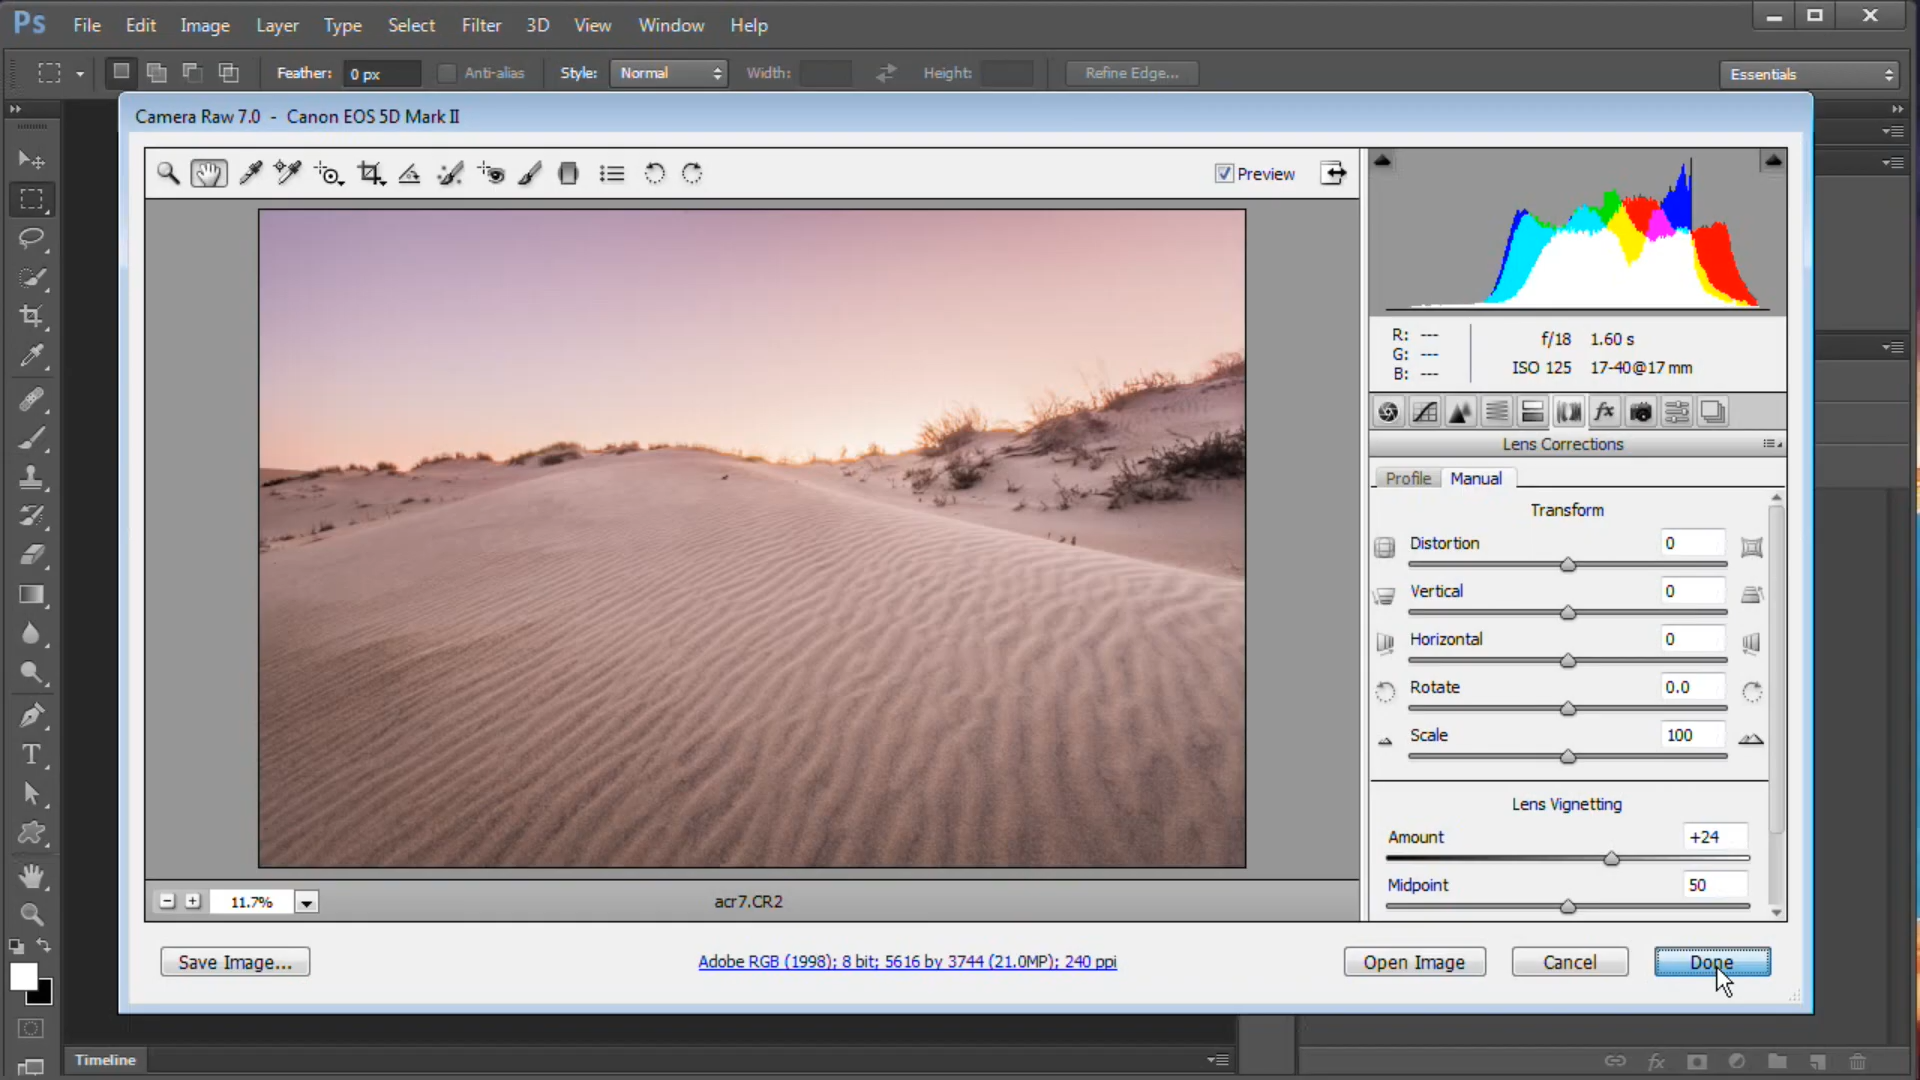 Ps File Edit Image Layer Type Select Filter 3D View Window Help
Feather: 0 px Anti-alias Style: Normal Width: Height: Refine Edge... Essentials
Camera Raw 7.0 - Canon EOS 5D Mark II
Preview
R: ---
G: ---
B: ---
f/18 1.60 s
ISO 125 17-40@17 mm
fx
Lens Corrections
Profile Manual
Transform
Distortion 0
Vertical 0
Horizontal 0
Rotate 0.0
Scale 100
Lens Vignetting
Amount +24
Midpoint 50
11.7% acr7.CR2
Save Image... Adobe RGB (1998); 8 bit; 5616 by 3744 (21.0MP); 240 ppi Open Image Cancel Done
T
Timeline
fx